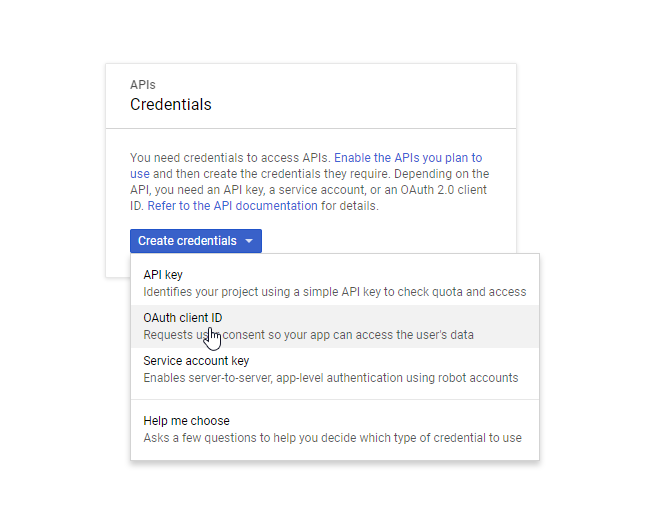 APIs
Credentials
You need credentials to access APIs. Enable the APIs you plan to
use and then create the credentials they require. Depending on the
API, you need an API key, a service account, or an OAuth 2.0 client
ID. Refer to the API documentation for details.
Create credentials
API key
Identifies your project using a simple API key to check quota and access
OAuth client ID
Requests consent so your app can access the user's data
Service account key
Enables server-to-server, app-level authentication using robot accounts
Help me choose
Asks a few questions to help you decide which type of credential to use